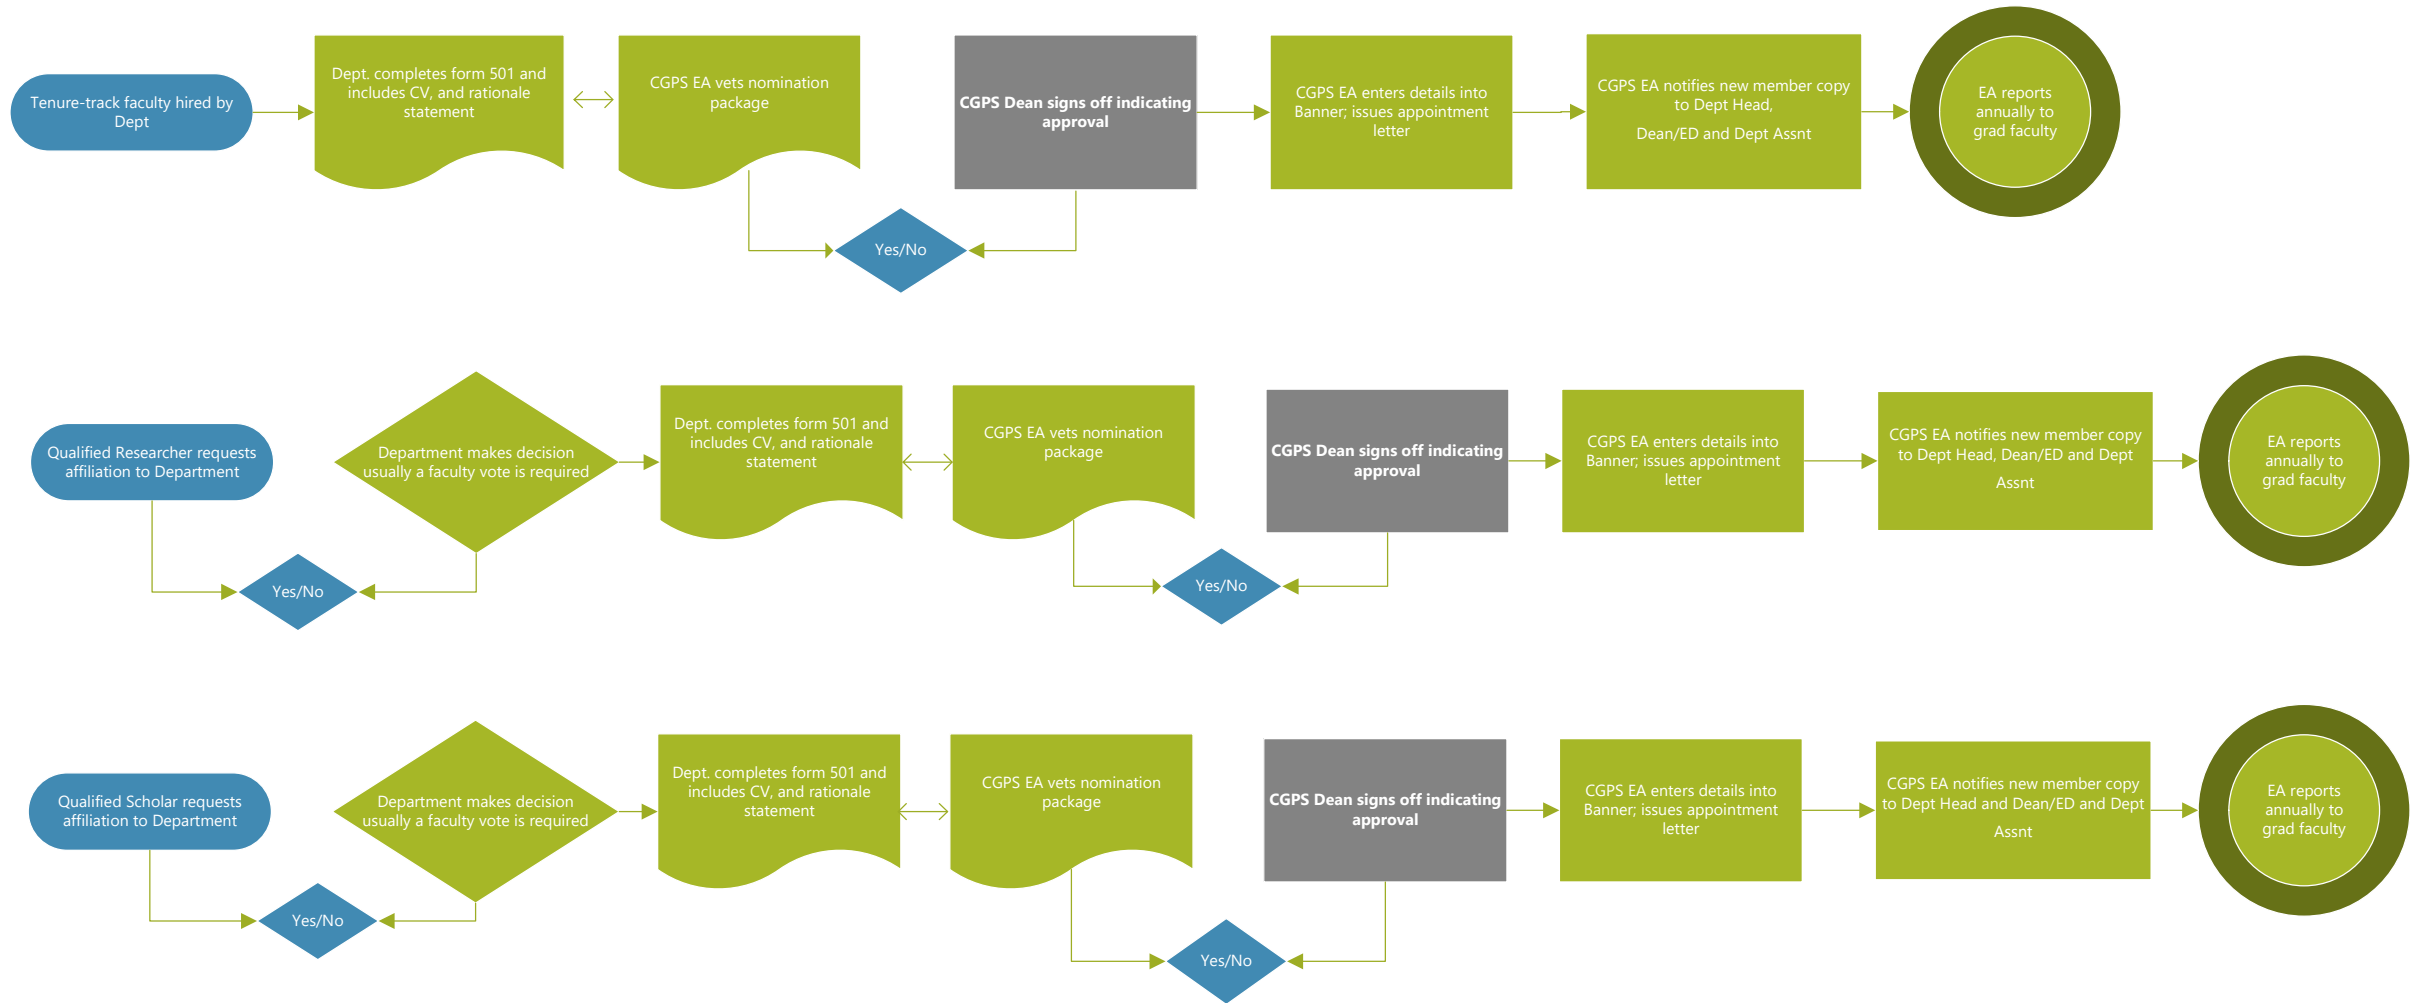 Tenure-track faculty hired by
Dept
Dept. completes form 501 and
includes CV, and rationale
statement
CGPS EA vets nomination
package
CGPS Dean signs off indicating
approval
CGPS EA enters details into
Banner; issues appointment
letter
CGPS EA notifies new member copy
to Dept Head,
Dean/ED and Dept Assnt
EA reports
annually to
grad faculty
Yes/No
Qualified Researcher requests
affiliation to Department
Department makes decision
usually a faculty vote is required
Dept. completes form 501 and
includes CV, and rationale
statement
CGPS EA vets nomination
package
CGPS Dean signs off indicating
approval
CGPS EA enters details into
Banner; issues appointment
letter
CGPS EA notifies new member copy
to Dept Head, Dean/ED and Dept
Assnt
EA reports
annually to
grad faculty
Yes/No
Yes/No
Qualified Scholar requests
affiliation to Department
Department makes decision
usually a faculty vote is required
Dept. completes form 501 and
includes CV, and rationale
statement
CGPS EA vets nomination
package
CGPS Dean signs off indicating
approval
CGPS EA enters details into
Banner; issues appointment
letter
CGPS EA notifies new member copy
to Dept Head and Dean/ED and Dept
Assnt
EA reports
annually to
grad faculty
Yes/No
Yes/No